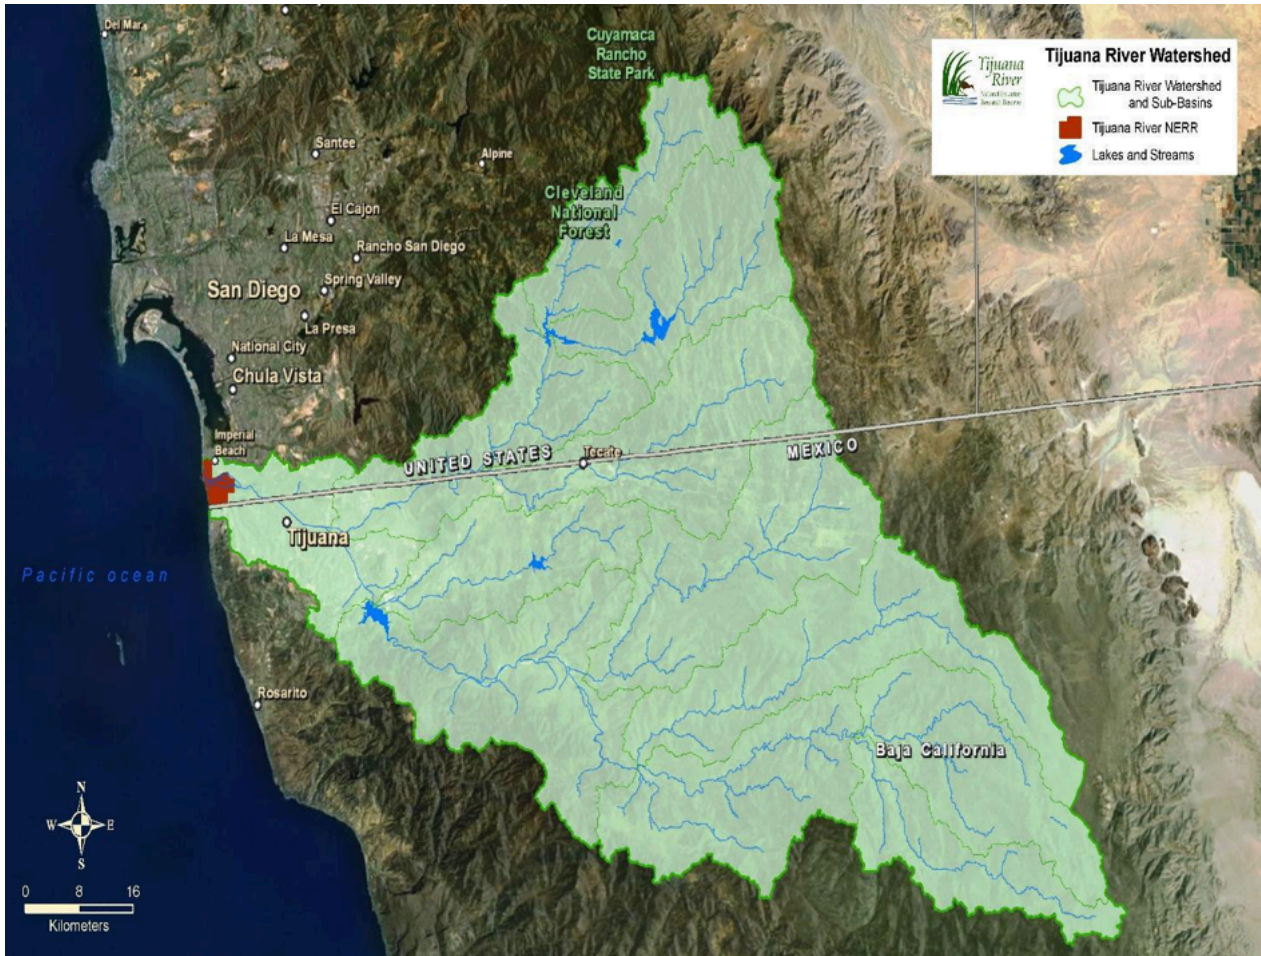 Del Mar
Cuyamaca
Rancho
State Park
Tijuana
River
Tijuana River Watershed
Tijuana River Watershed
and Sub-Basins
Tijuana River NERR
Lakes and Streams
Santee
Alpine
Cleveland
National
Forest
El Cajon
La Mesa
Rancho San Diego
Spring Valley
San Diego
La Presa
National City
Chula Vista
Imperial
Beach
UNITED STATES
Tecate
MEXICO
Tijuana
Pacific ocean
Rosarito
Baja California
N
W
E
S
0 8 16
Kilometers